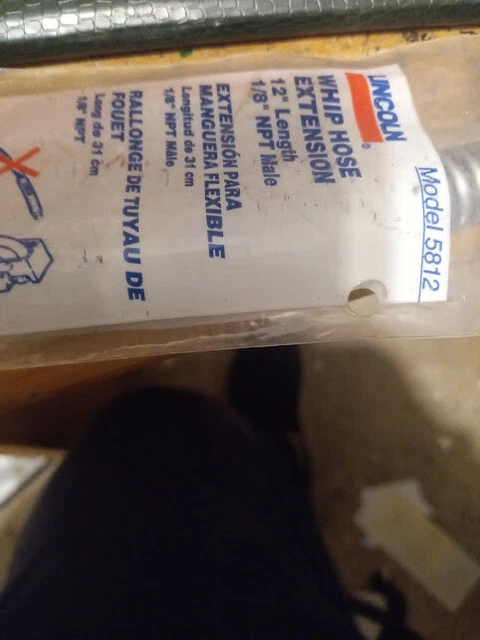 LINCOLN®
Model 5812
WHIP HOSE
EXTENSION
12" Length
1/8" NPT Male
EXTENSIÓN PARA
MANGUERA FLEXIBLE
Longitud de 31 cm
1/8" NPT Male
RALLONGE DE TUYAU DE
FOUET
Long de 31 cm
1/8" NPT